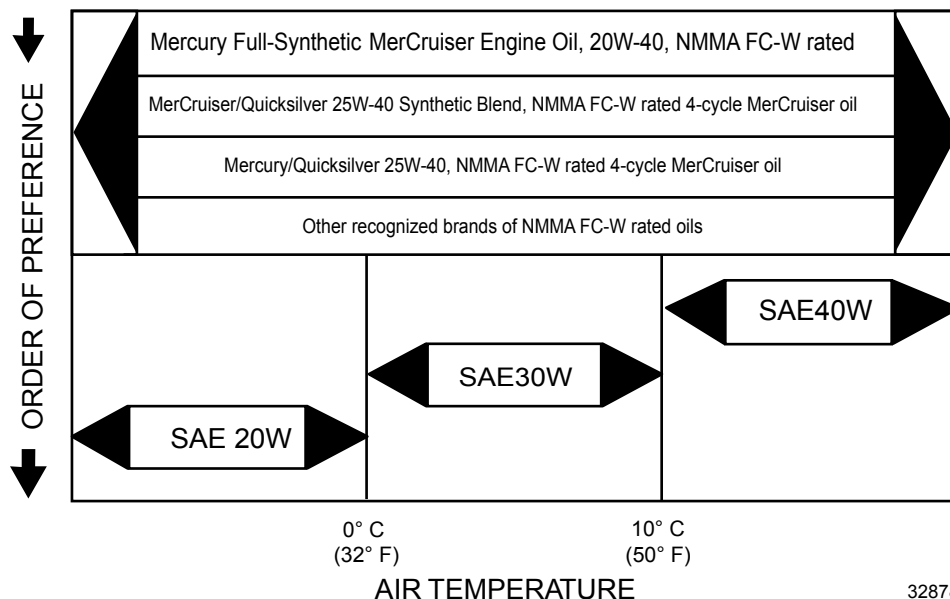 ORDER OF PREFERENCE
Mercury Full-Synthetic MerCruiser Engine Oil, 20W-40, NMMA FC-W rated
MerCruiser/Quicksilver 25W-40 Synthetic Blend, NMMA FC-W rated 4-cycle MerCruiser oil
Mercury/Quicksilver 25W-40, NMMA FC-W rated 4-cycle MerCruiser oil
Other recognized brands of NMMA FC-W rated oils
SAE40W
SAE30W
SAE 20W
0° C
(32° F)
10° C
(50° F)
AIR TEMPERATURE
3287